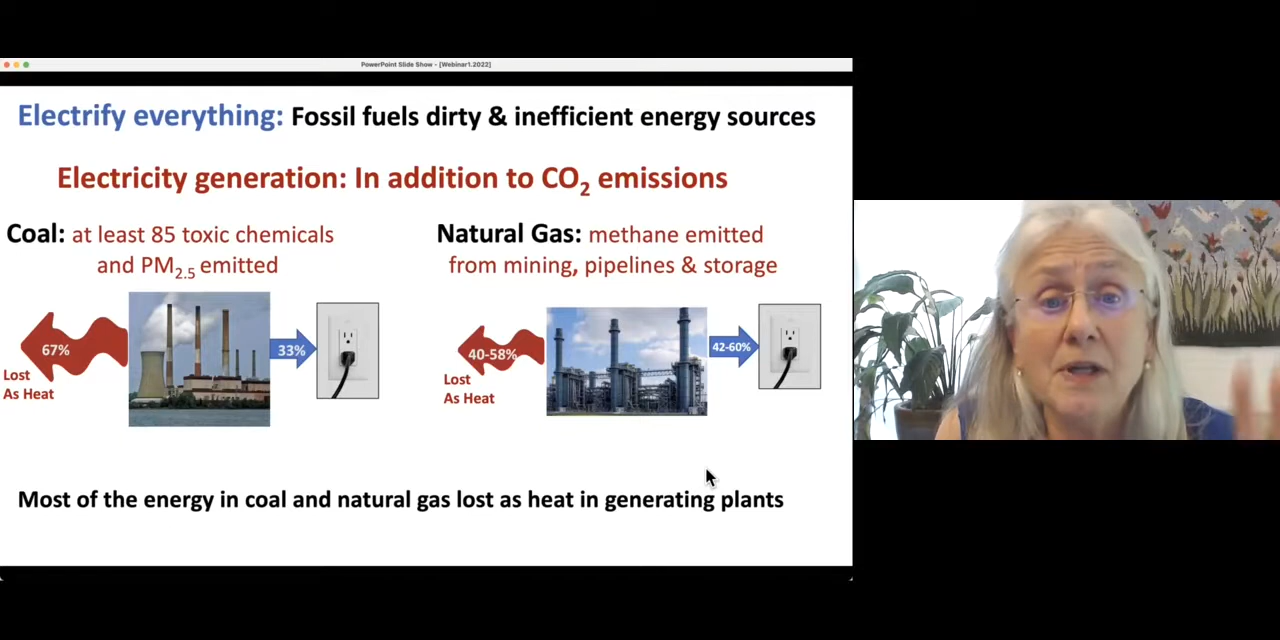 PowerPoint Slide Show - [Webinar1.2022]
Electrify everything: Fossil fuels dirty & inefficient energy sources
Electricity generation: In addition to CO2 emissions
Coal: at least 85 toxic chemicals
and PM2.5 emitted
67%
Lost
As Heat
33%
Natural Gas: methane emitted
from mining, pipelines & storage
40-58%
Lost
As Heat
42-60%
Most of the energy in coal and natural gas lost as heat in generating plants